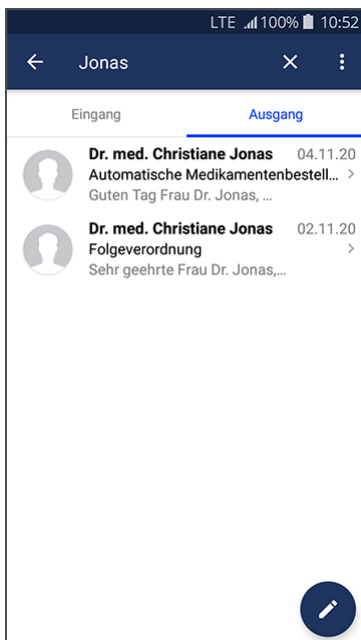 LTE 100% 10:52
Jonas
Eingang Ausgang
Dr. med. Christiane Jonas 04.11.20
Automatische Medikamentenbestell...
Guten Tag Frau Dr. Jonas, ...
Dr. med. Christiane Jonas 02.11.20
Folgeverordnung
Sehr geehrte Frau Dr. Jonas,...